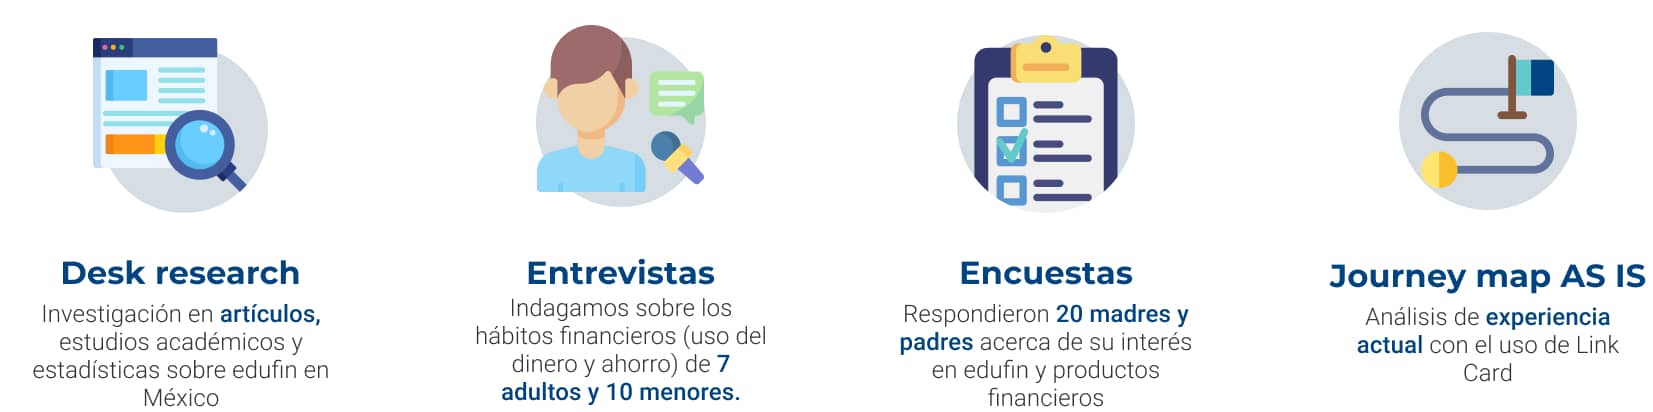 Desk research
Investigación en artículos,
estudios académicos y
estadísticas sobre edufin en
México
Entrevistas
Indagamos sobre los
hábitos financieros (uso del
dinero y ahorro) de 7
adultos y 10 menores.
Encuestas
Respondieron 20 madres y
padres acerca de su interés
en edufin y productos
financieros
Journey map AS IS
Análisis de experiencia
actual con el uso de Link
Card